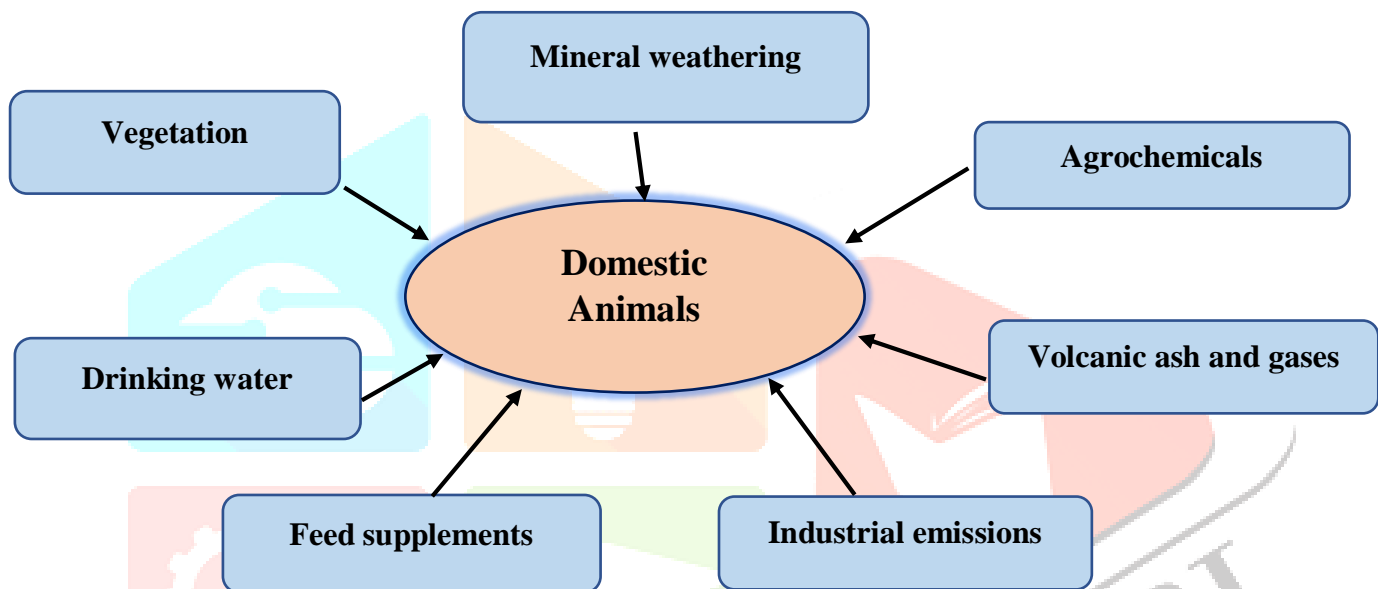 Mineral weathering
Vegetation
Agrochemicals
Domestic
Animals
Volcanic ash and gases
Drinking water
Feed supplements
Industrial emissions